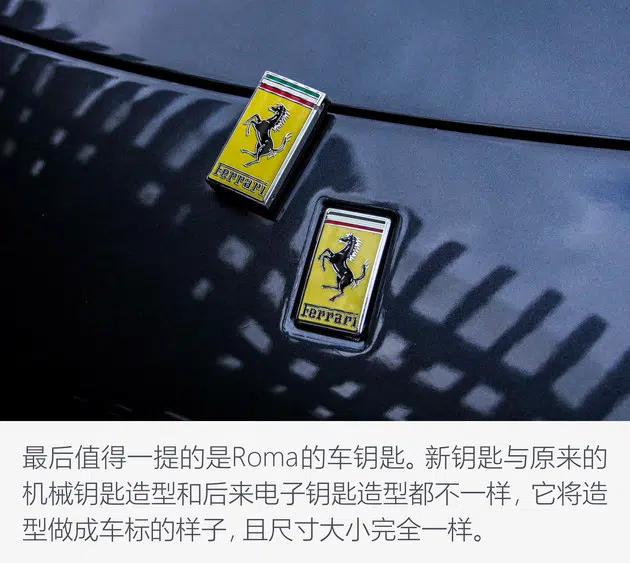 Ferrari
Ferrari
最后值得一提的是Roma的车钥匙。新钥匙与原来的
机械钥匙造型和后来电子钥匙造型都不一样，它将造
型做成车标的样子，且尺寸大小完全一样。